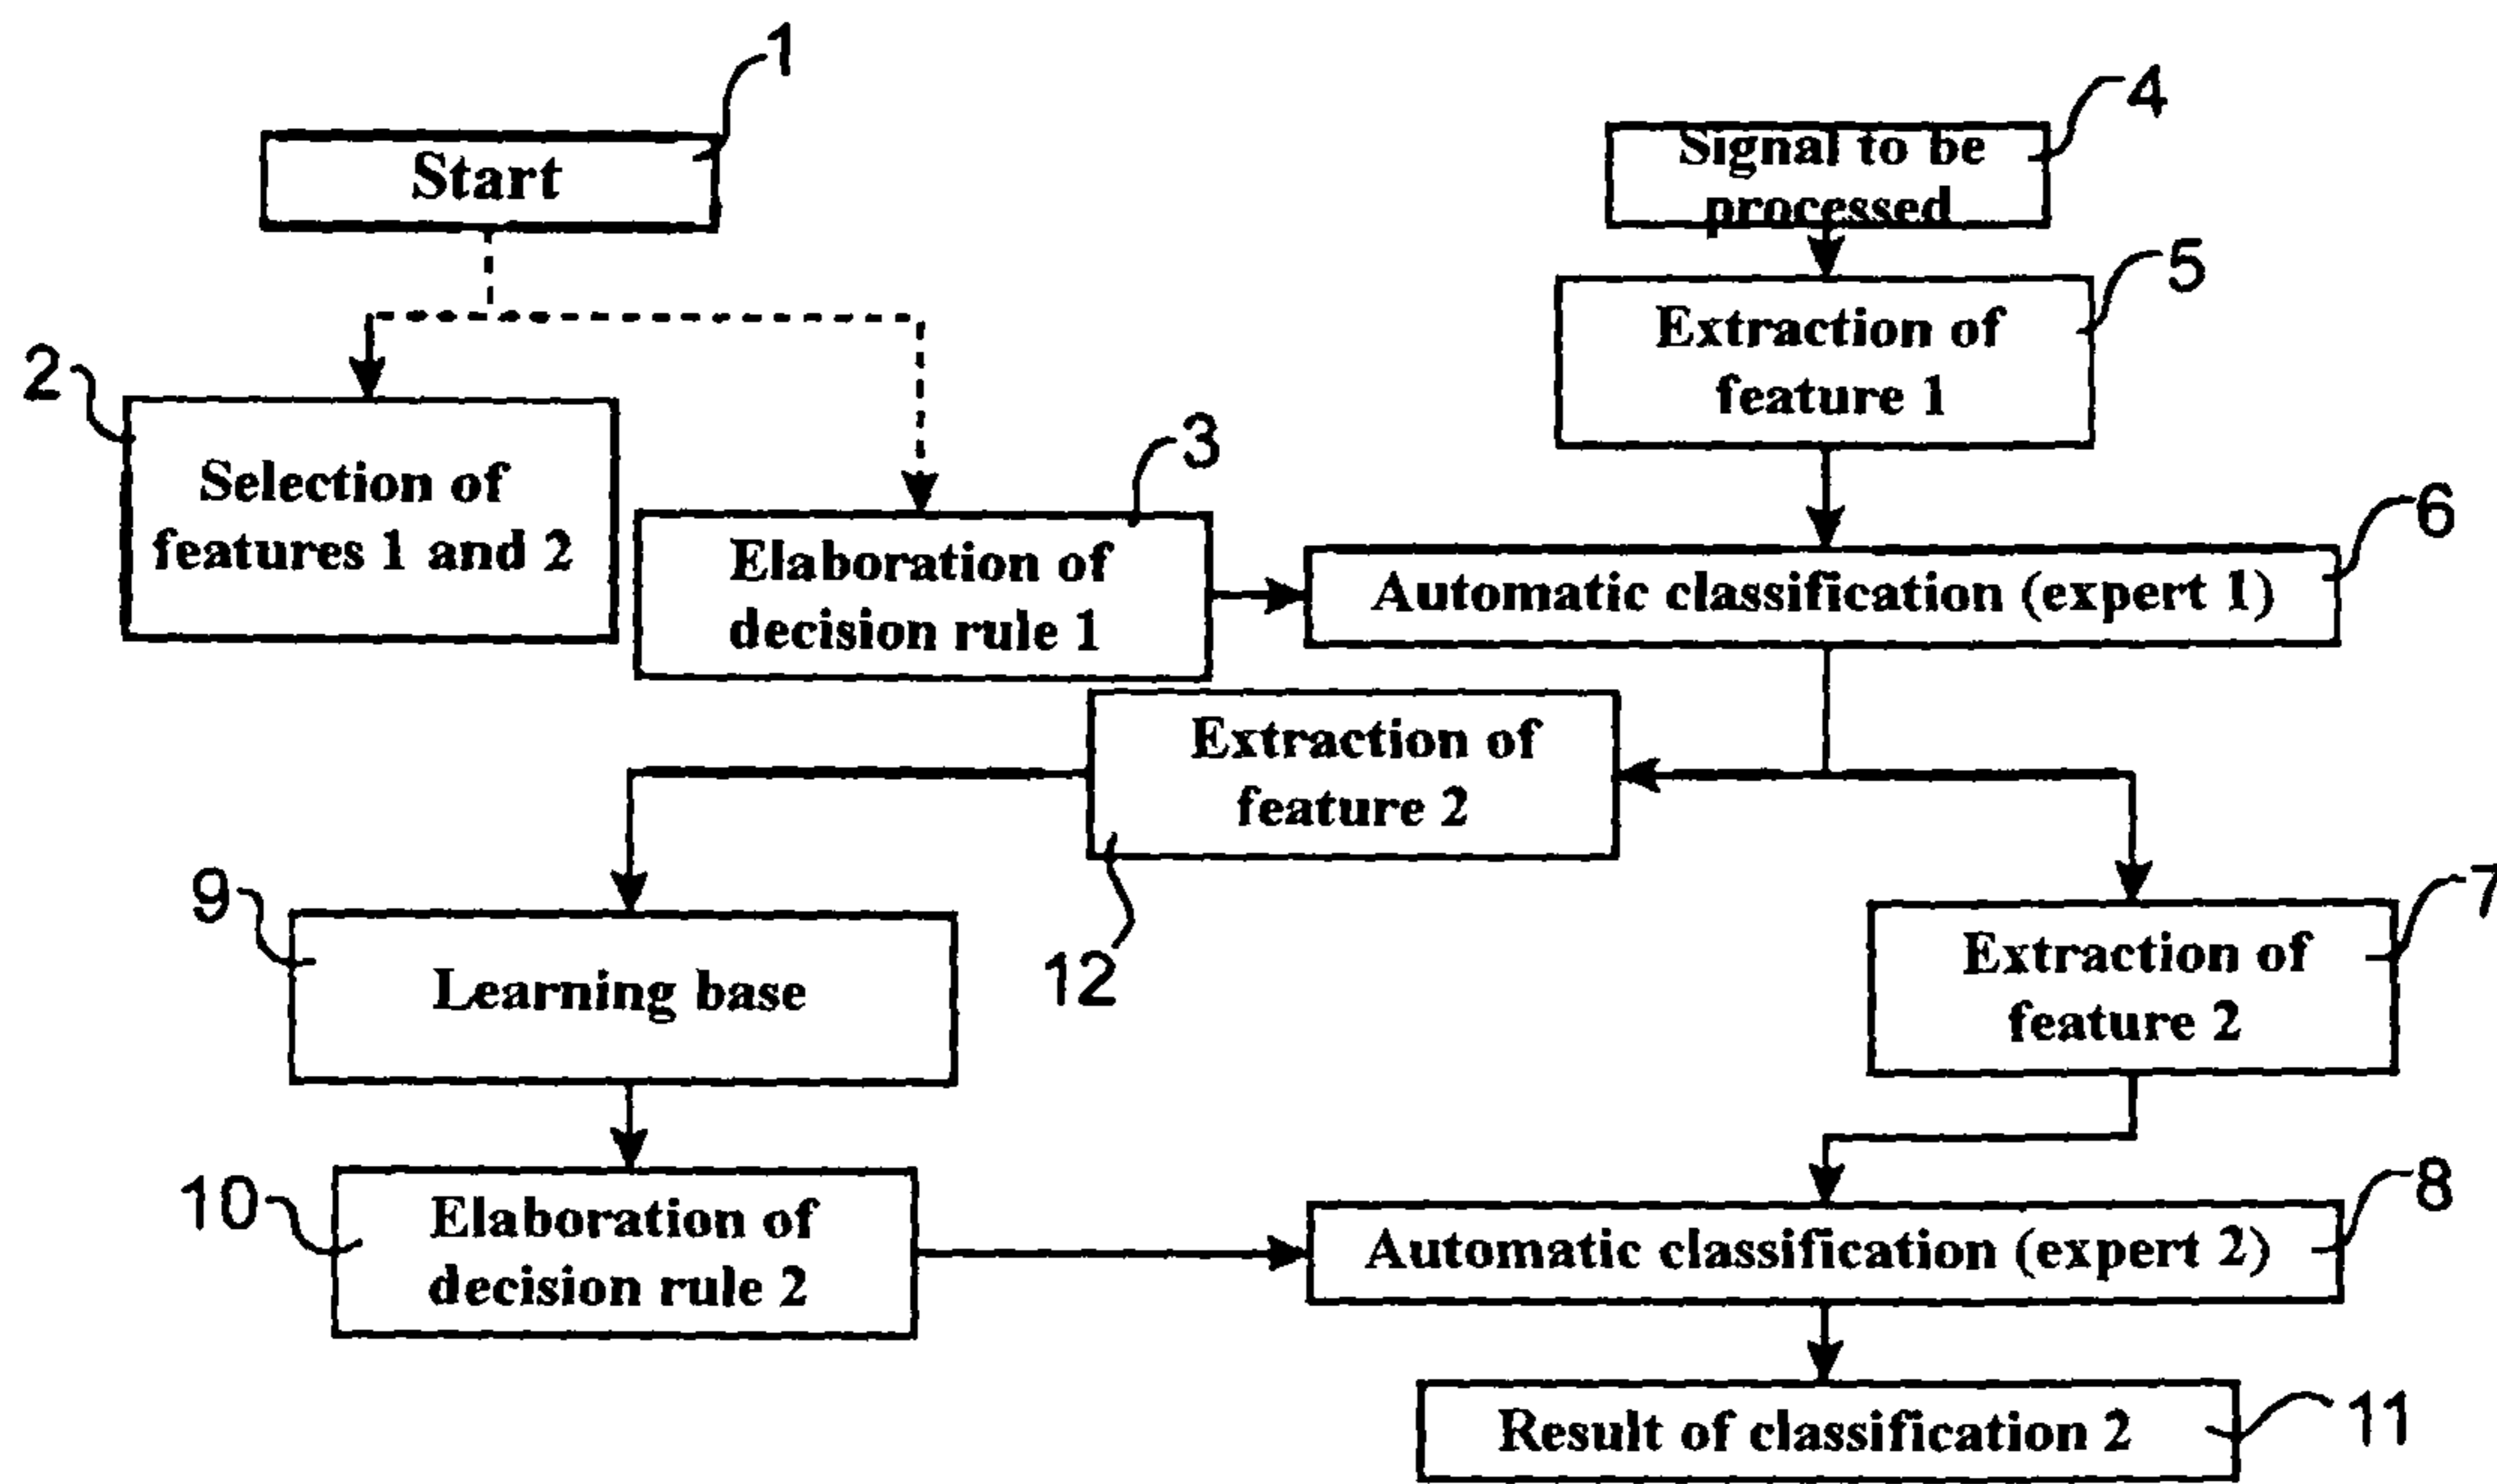 1
Start
4
Signal to be
processed
5
Extraction of
feature 1
2
Selection of
features 1 and 2
3
Elaboration of
decision rule 1
6
Automatic classification (expert 1)
Extraction of
feature 2
12
7
Extraction of
feature 2
9
Learning base
10
Elaboration of
decision rule 2
8
Automatic classification (expert 2)
11
Result of classification 2